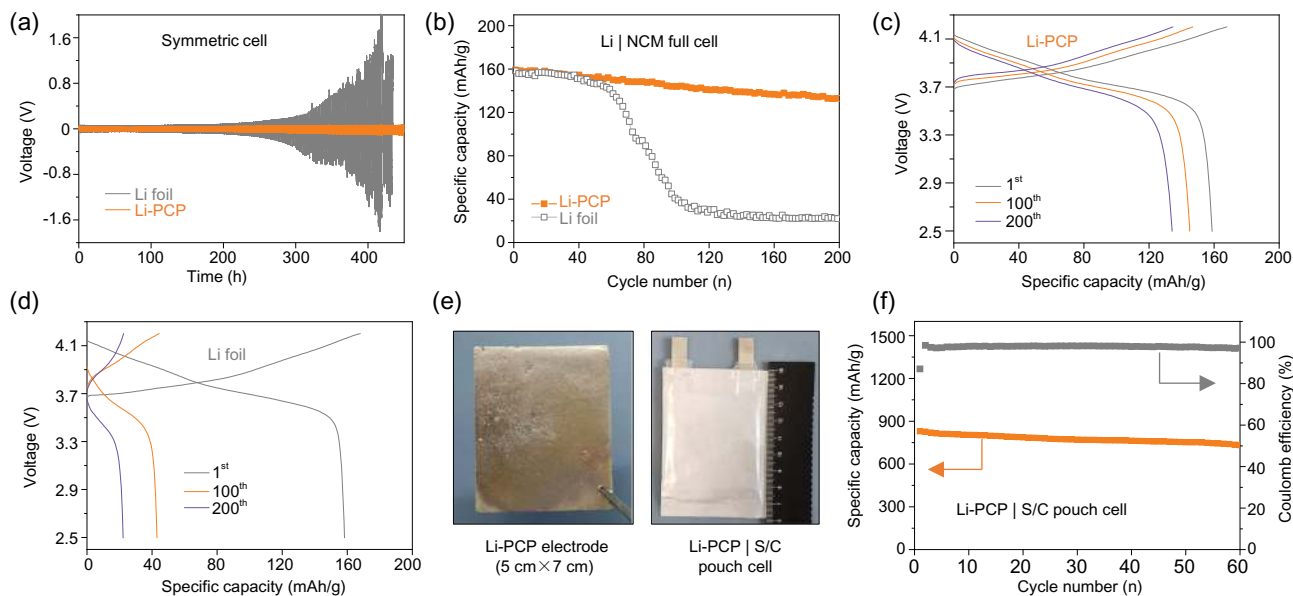 (a)
1.6
0.8
0
-0.8
-1.6
Voltage (V)
Symmetric cell
Li foil
Li-PCP
0
100
200
300
400
Time (h)
(b)
200
160
120
80
40
0
Specific capacity (mAh/g)
Li | NCM full cell
Li-PCP
Li foil
0
40
80
120
160
200
Cycle number (n)
(c)
4.1
3.7
3.3
2.9
2.5
Voltage (V)
Li-PCP
1st
100th
200th
0
40
80
120
160
200
Specific capacity (mAh/g)
(d)
4.1
3.7
3.3
2.9
2.5
Voltage (V)
Li foil
1st
100th
200th
0
40
80
120
160
200
Specific capacity (mAh/g)
(e)
Li-PCP electrode
(5 cm×7 cm)
Li-PCP | S/C
pouch cell
(f)
1500
1200
900
750
600
450
300
150
0
Specific capacity (mAh/g)
100
80
60
40
20
0
Coulomb efficiency (%)
Li-PCP | S/C pouch cell
0
10
20
30
40
50
60
Cycle number (n)